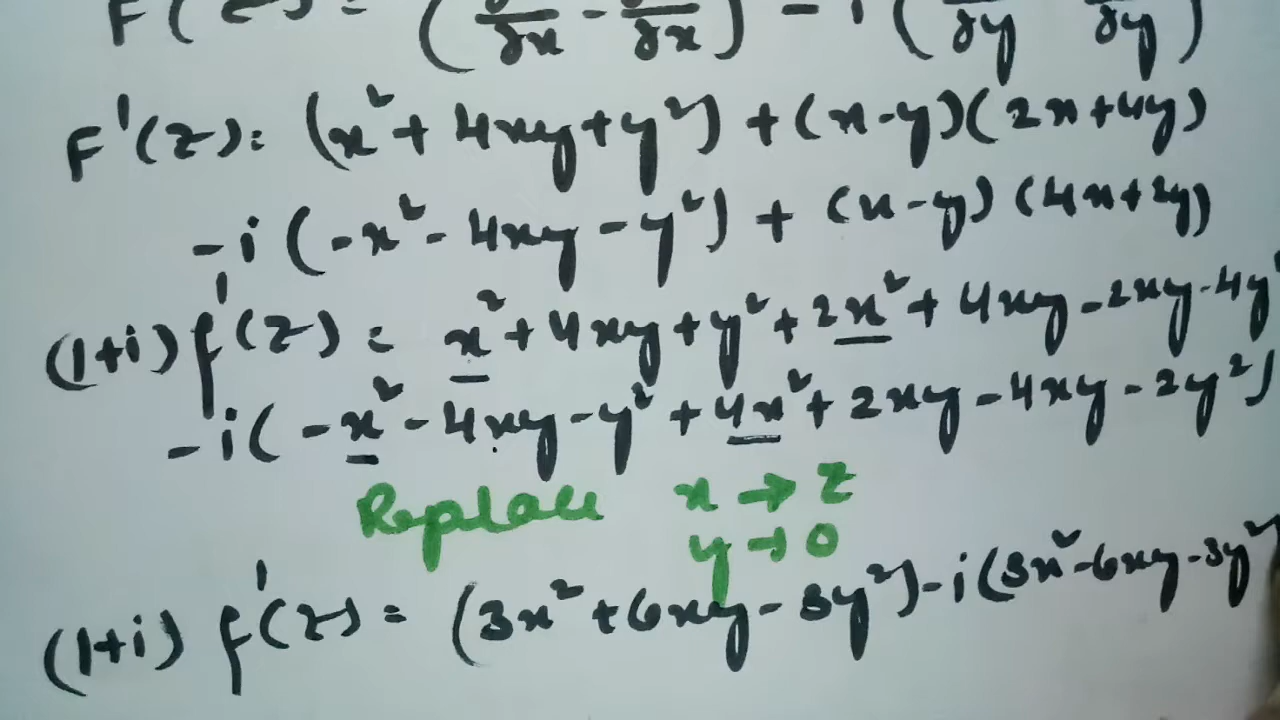 F'(z) = (∂/∂x - ∂/∂x) - i (∂y ∂y)
F'(z) = (x² + 4xy + y²) + (x-y)(2x+4y)
-i (-x² - 4xy - y²) + (x-y) (4x+2y)
(1+i) f'(z) = x² + 4xy + y² + 2x² + 4xy - 2xy - 4y²
-i( -x² - 4xy - y² + 4x² + 2xy - 4xy - 2y²)
Replace x → z
y → 0
(1+i) f'(z) = (3x² + 6xy - 3y²) - i (3x² - 6xy - 3y²